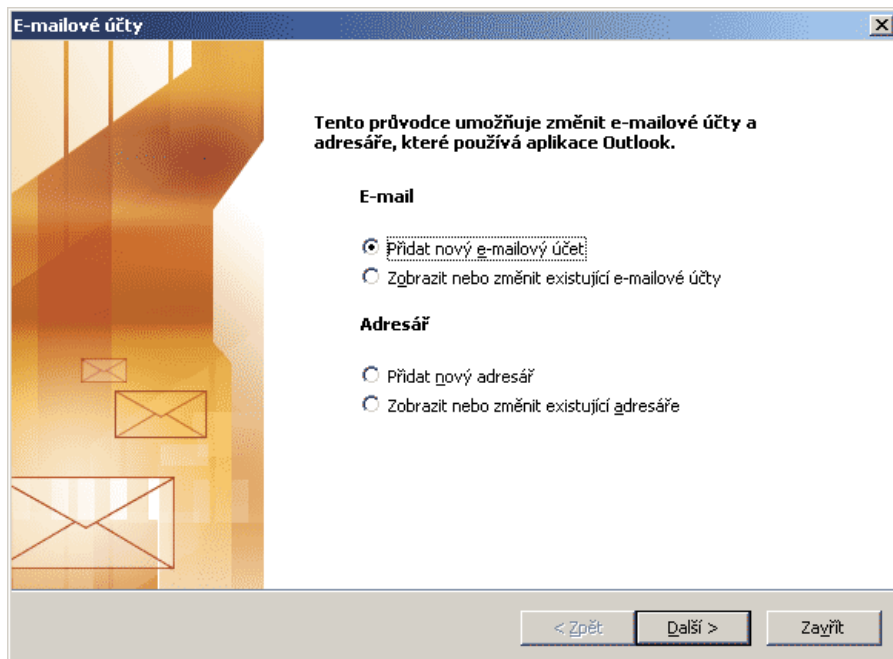 E-mailové účty
Tento průvodce umožňuje změnit e-mailové účty a
adresáře, které používá aplikace Outlook.
E-mail
Přidat nový e-mailový účet
Zobrazit nebo změnit existující e-mailové účty
Adresář
Přidat nový adresář
Zobrazit nebo změnit existující adresáře
< Zpět
Další >
Zavřít